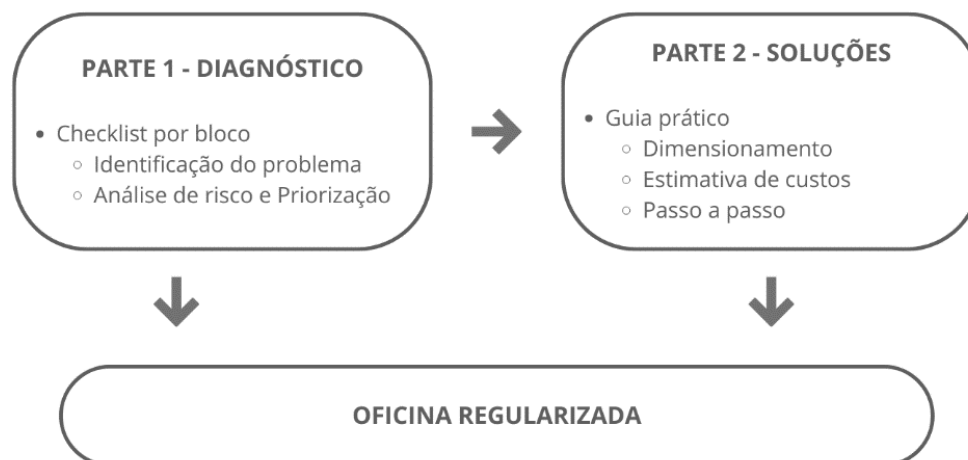 PARTE 1 - DIAGNÓSTICO
• Checklist por bloco
◦ Identificação do problema
◦ Análise de risco e Priorização
PARTE 2 - SOLUÇÕES
• Guia prático
◦ Dimensionamento
◦ Estimativa de custos
◦ Passo a passo
OFICINA REGULARIZADA